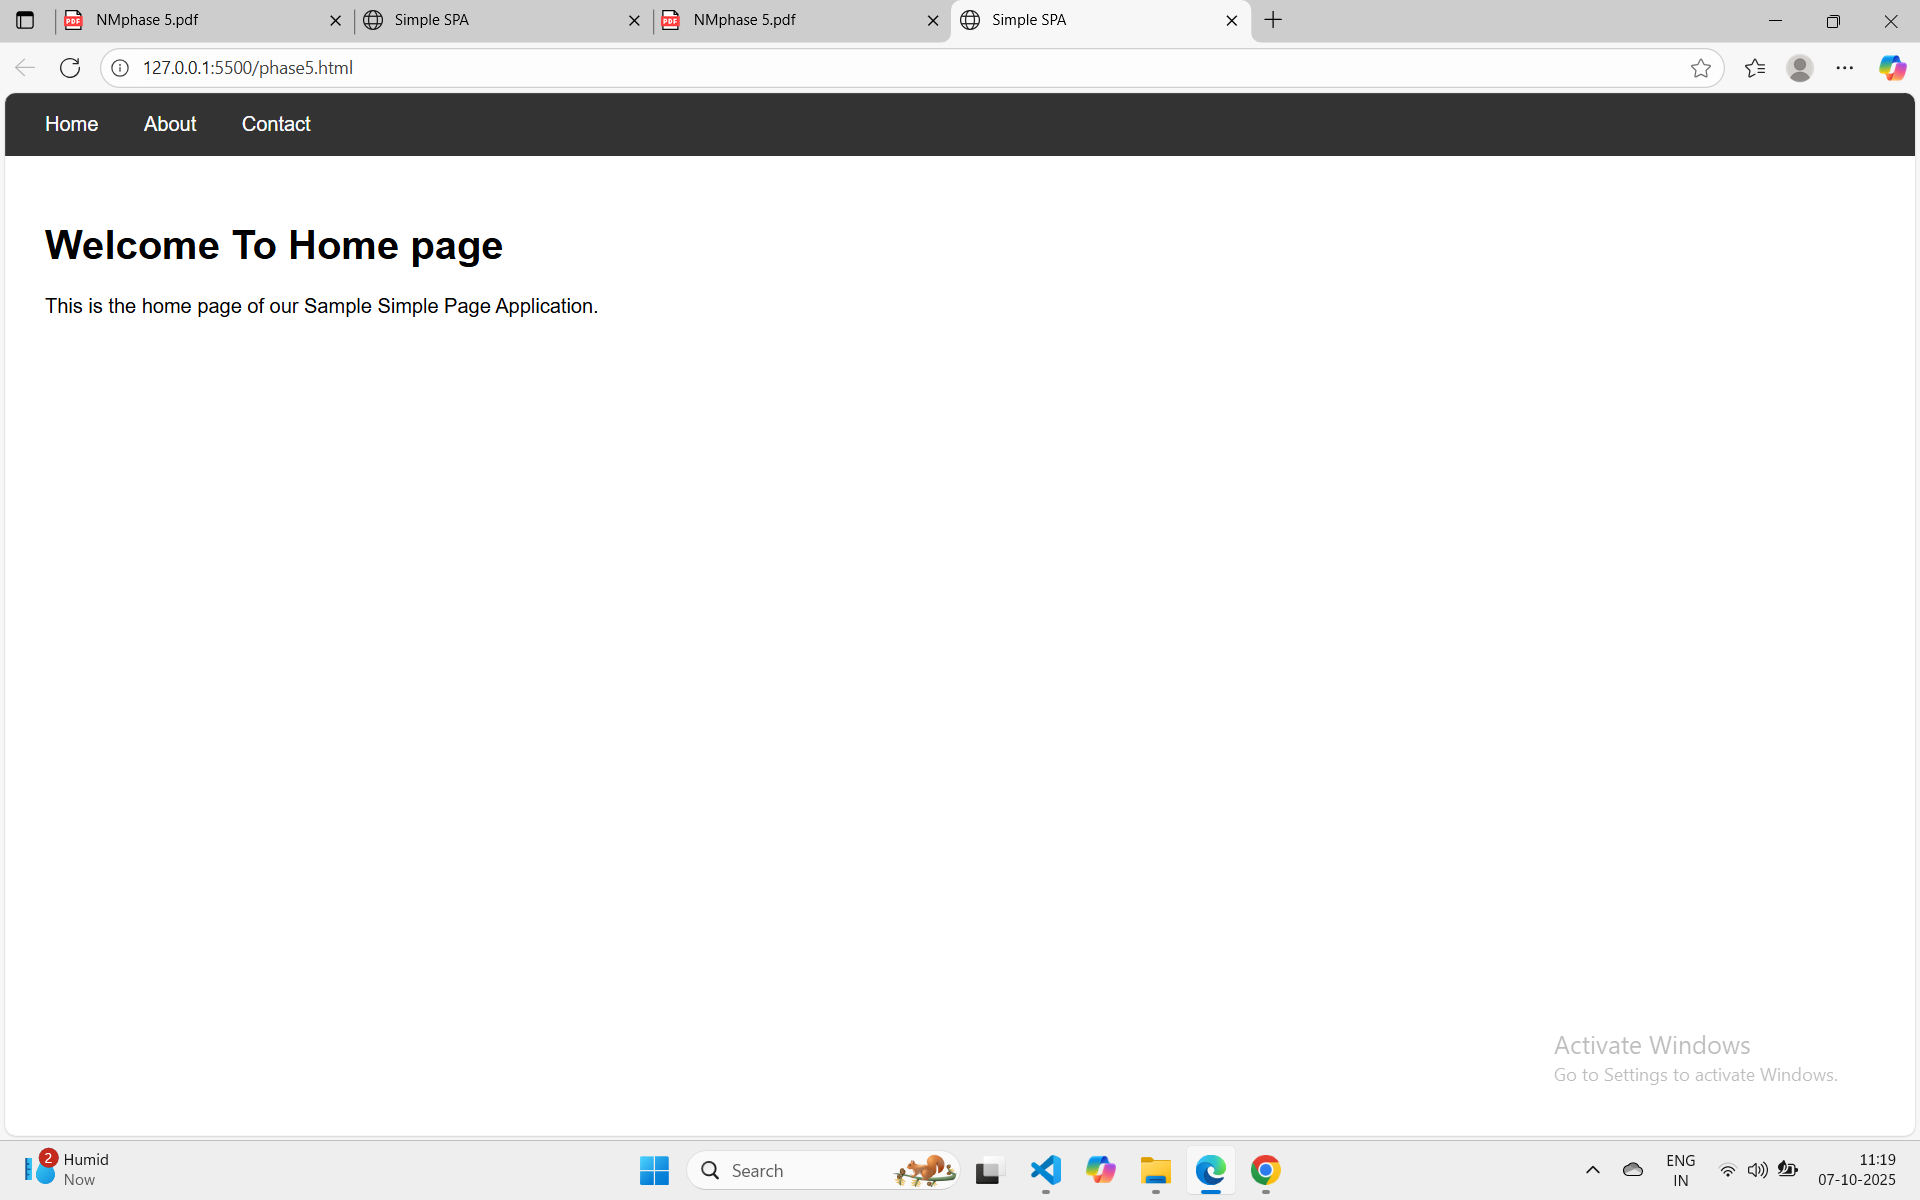 NMphase 5.pdf
Simple SPA
NMphase 5.pdf
Simple SPA
127.0.0.1:5500/phase5.html
Home About Contact
Welcome To Home page
This is the home page of our Sample Simple Page Application.
Activate Windows
Go to Settings to activate Windows.
2
Humid
Now
Search
ENG
IN
11:19
07-10-2025